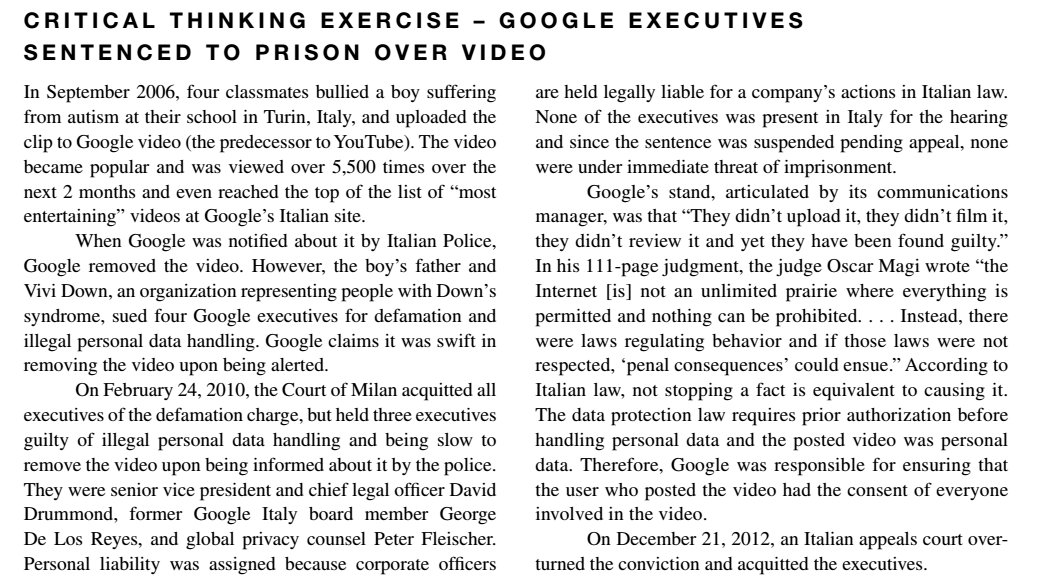 CRITICAL THINKING EXERCISE – GOOGLE EXECUTIVES
SENTENCED TO PRISON OVER VIDEO
In September 2006, four classmates bullied a boy suffering
from autism at their school in Turin, Italy, and uploaded the
clip to Google video (the predecessor to YouTube). The video
became popular and was viewed over 5,500 times over the
next 2 months and even reached the top of the list of “most
entertaining” videos at Google’s Italian site.
When Google was notified about it by Italian Police,
Google removed the video. However, the boy’s father and
Vivi Down, an organization representing people with Down’s
syndrome, sued four Google executives for defamation and
illegal personal data handling. Google claims it was swift in
removing the video upon being alerted.
On February 24, 2010, the Court of Milan acquitted all
executives of the defamation charge, but held three executives
guilty of illegal personal data handling and being slow to
remove the video upon being informed about it by the police.
They were senior vice president and chief legal officer David
Drummond, former Google Italy board member George
De Los Reyes, and global privacy counsel Peter Fleischer.
Personal liability was assigned because corporate officers
are held legally liable for a company’s actions in Italian law.
None of the executives was present in Italy for the hearing
and since the sentence was suspended pending appeal, none
were under immediate threat of imprisonment.
Google’s stand, articulated by its communications
manager, was that “They didn’t upload it, they didn’t film it,
they didn’t review it and yet they have been found guilty.”
In his 111-page judgment, the judge Oscar Magi wrote “the
Internet [is] not an unlimited prairie where everything is
permitted and nothing can be prohibited. . . . Instead, there
were laws regulating behavior and if those laws were not
respected, ‘penal consequences’ could ensue.” According to
Italian law, not stopping a fact is equivalent to causing it.
The data protection law requires prior authorization before
handling personal data and the posted video was personal
data. Therefore, Google was responsible for ensuring that
the user who posted the video had the consent of everyone
involved in the video.
On December 21, 2012, an Italian appeals court over-
turned the conviction and acquitted the executives.